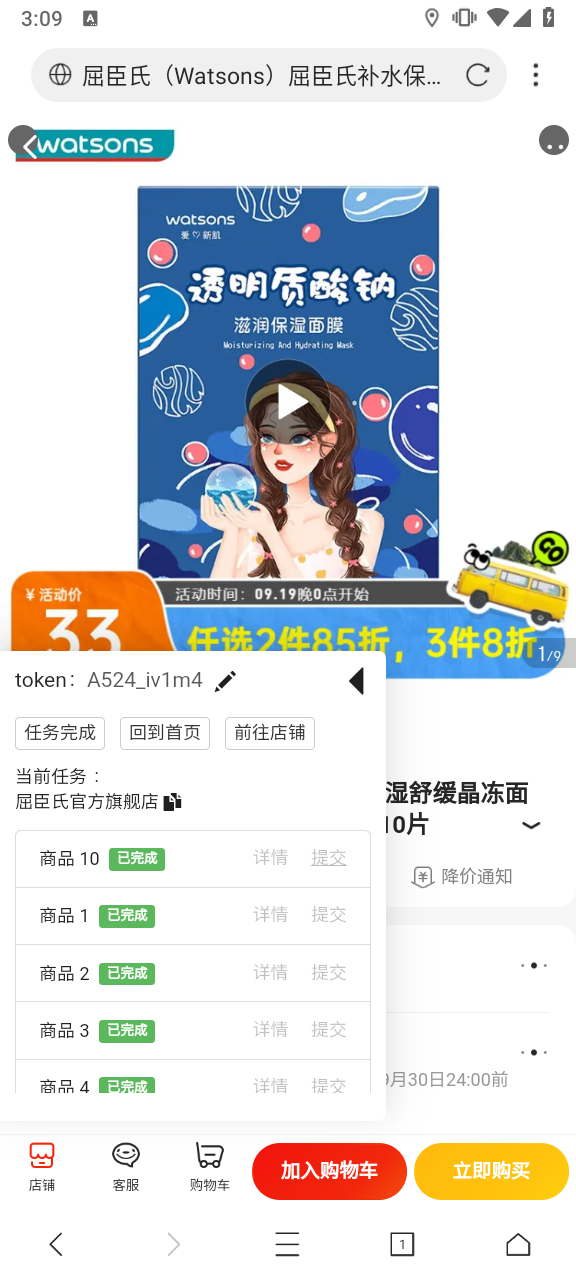 3:09
A
屈臣氏（Watsons）屈臣氏补水保…
watsons
watsons
爱♡新肌
透明质酸钠
滋润保湿面膜
Moisturizing And Hydrating Mask
GO
¥ 活动价
活动时间：09.19晚0点开始
33
任选2件85折，3件8折
1/9
token： A524_iv1m4
任务完成 回到首页 前往店铺
当前任务：
屈臣氏官方旗舰店
湿舒缓晶冻面
10片
降价通知
商品 10 已完成 详情 提交
商品 1 已完成 详情 提交
商品 2 已完成 详情 提交
商品 3 已完成 详情 提交
商品 4 已完成 详情 提交
9月30日24:00前
店铺 客服 购物车 加入购物车 立即购买
1